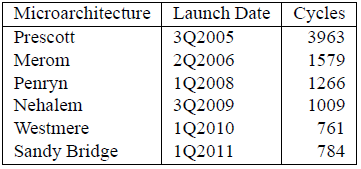 Microarchitecture Launch Date Cycles
Prescott 3Q2005 3963
Merom 2Q2006 1579
Penryn 1Q2008 1266
Nehalem 3Q2009 1009
Westmere 1Q2010 761
Sandy Bridge 1Q2011 784